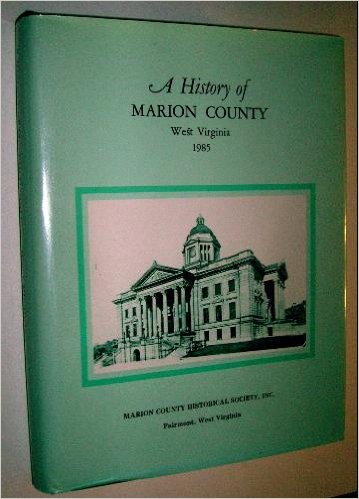 A History of
MARION COUNTY
West Virginia
1985
MARION COUNTY HISTORICAL SOCIETY, INC.
Fairmont, West Virginia